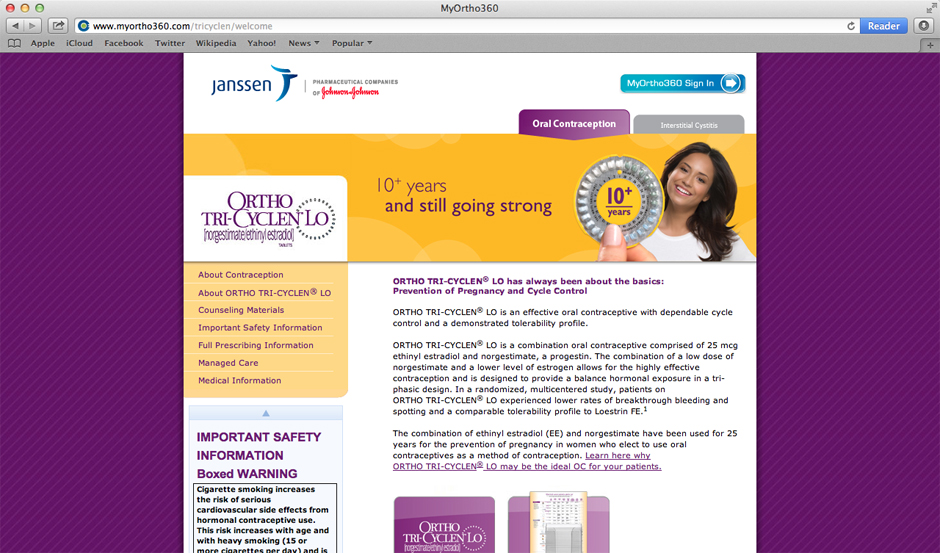 MyOrtho360
www.myortho360.com/tricyclen/welcome
Reader
Apple iCloud Facebook Twitter Wikipedia Yahoo! News Popular
janssen
PHARMACEUTICAL COMPANIES
OF Johnson & Johnson
MyOrtho360 Sign In
Oral Contraception
Interstitial Cystitis
10+ years
and still going strong
10+
years
ORTHO
TRI-CYCLEN® LO
[norgestimate/ethinyl estradiol]
TABLETS
About Contraception
About ORTHO TRI-CYCLEN® LO
Counseling Materials
Important Safety Information
Full Prescribing Information
Managed Care
Medical Information
IMPORTANT SAFETY
INFORMATION
Boxed WARNING
Cigarette smoking increases
the risk of serious
cardiovascular side effects from
hormonal contraceptive use.
This risk increases with age and
with heavy smoking (15 or
more cigarettes per day) and is
ORTHO TRI-CYCLEN® LO has always been about the basics:
Prevention of Pregnancy and Cycle Control
ORTHO TRI-CYCLEN® LO is an effective oral contraceptive with dependable cycle
control and a demonstrated tolerability profile.
ORTHO TRI-CYCLEN® LO is a combination oral contraceptive comprised of 25 mcg
ethinyl estradiol and norgestimate, a progestin. The combination of a low dose of
norgestimate and a lower level of estrogen allows for the highly effective
contraception and is designed to provide a balance hormonal exposure in a tri-
phasic design. In a randomized, multicentered study, patients on
ORTHO TRI-CYCLEN® LO experienced lower rates of breakthrough bleeding and
spotting and a comparable tolerability profile to Loestrin FE.1
The combination of ethinyl estradiol (EE) and norgestimate have been used for 25
years for the prevention of pregnancy in women who elect to use oral
contraceptives as a method of contraception. Learn here why
ORTHO TRI-CYCLEN® LO may be the ideal OC for your patients.
ORTHO
TRI-CYCLEN® LO
[norgestimate/ethinyl estradiol]